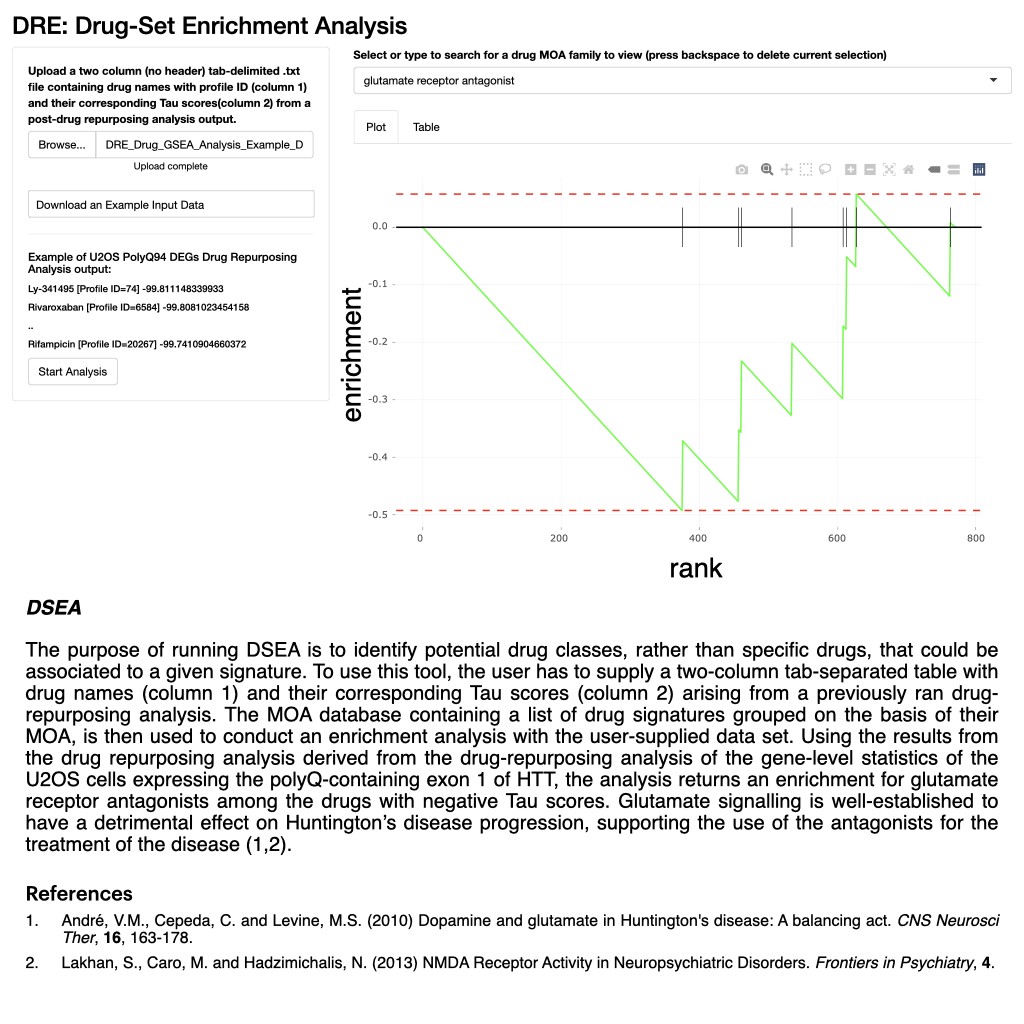 DRE: Drug-Set Enrichment Analysis
Upload a two column (no header) tab-delimited .txt
file containing drug names with profile ID (column 1)
and their corresponding Tau scores(column 2) from a
post-drug repurposing analysis output.
Browse... DRE_Drug_GSEA_Analysis_Example_D
Upload complete
Download an Example Input Data
Example of U2OS PolyQ94 DEGs Drug Repurposing
Analysis output:
Ly-341495 [Profile ID=74] -99.811148339933
Rivaroxaban [Profile ID=6584] -99.8081023454158
..
Rifampicin [Profile ID=20267] -99.7410904660372
Start Analysis
Select or type to search for a drug MOA family to view (press backspace to delete current selection)
glutamate receptor antagonist
Plot Table
0.0
-0.1
-0.2
-0.3
-0.4
-0.5
enrichment
0 200 400 600 800
rank
DSEA
The purpose of running DSEA is to identify potential drug classes, rather than specific drugs, that could be
associated to a given signature. To use this tool, the user has to supply a two-column tab-separated table with
drug names (column 1) and their corresponding Tau scores (column 2) arising from a previously ran drug-
repurposing analysis. The MOA database containing a list of drug signatures grouped on the basis of their
MOA, is then used to conduct an enrichment analysis with the user-supplied data set. Using the results from
the drug repurposing analysis derived from the drug-repurposing analysis of the gene-level statistics of the
U2OS cells expressing the polyQ-containing exon 1 of HTT, the analysis returns an enrichment for glutamate
receptor antagonists among the drugs with negative Tau scores. Glutamate signalling is well-established to
have a detrimental effect on Huntington's disease progression, supporting the use of the antagonists for the
treatment of the disease (1,2).
References
1. André, V.M., Cepeda, C. and Levine, M.S. (2010) Dopamine and glutamate in Huntington's disease: A balancing act. CNS Neurosci
Ther, 16, 163-178.
2. Lakhan, S., Caro, M. and Hadzimichalis, N. (2013) NMDA Receptor Activity in Neuropsychiatric Disorders. Frontiers in Psychiatry, 4.